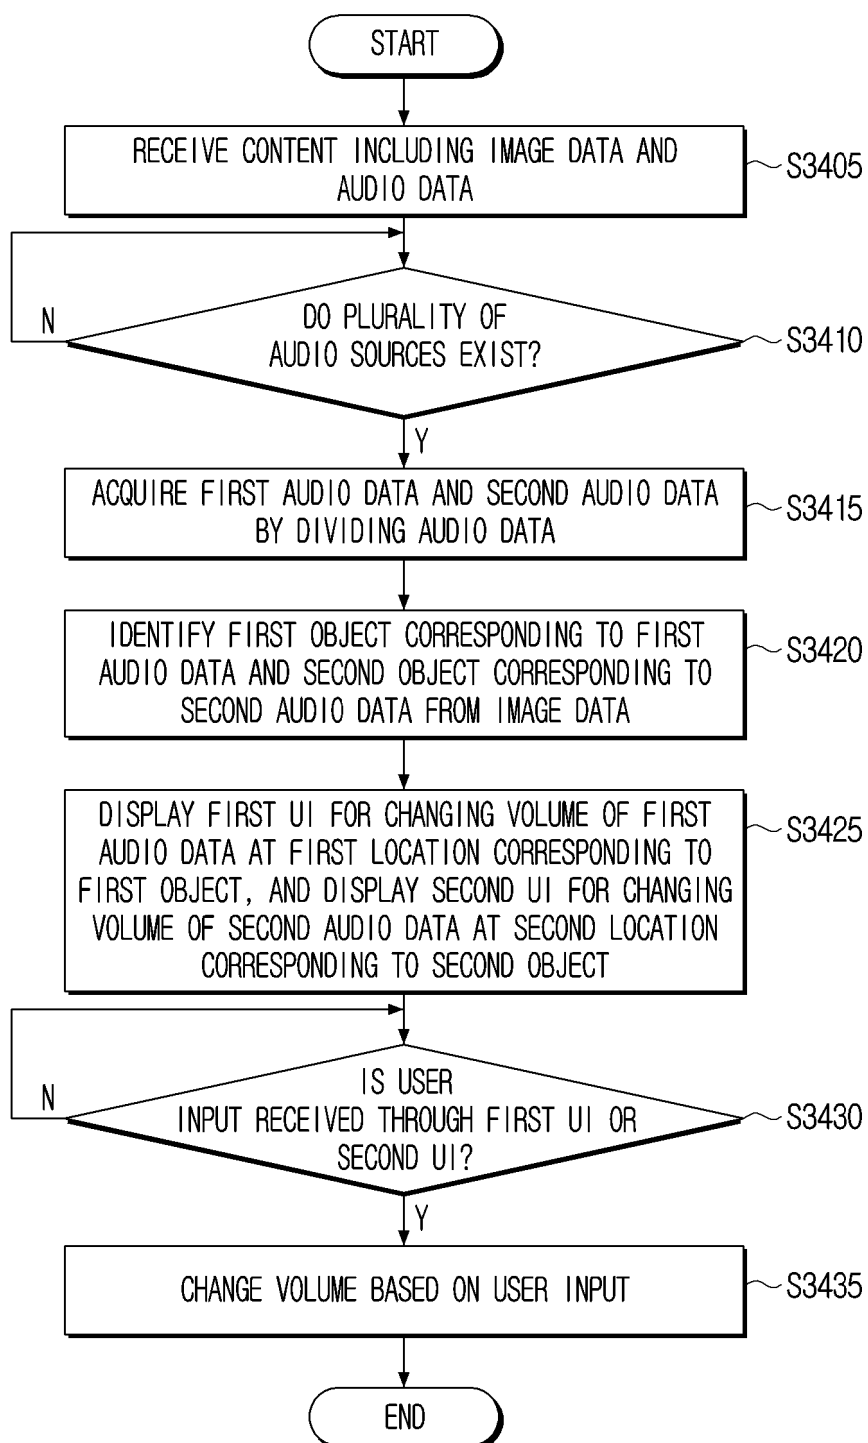 START
RECEIVE CONTENT INCLUDING IMAGE DATA AND
AUDIO DATA
S3405
N
DO PLURALITY OF
AUDIO SOURCES EXIST?
S3410
Y
ACQUIRE FIRST AUDIO DATA AND SECOND AUDIO DATA
BY DIVIDING AUDIO DATA
S3415
IDENTIFY FIRST OBJECT CORRESPONDING TO FIRST
AUDIO DATA AND SECOND OBJECT CORRESPONDING TO
SECOND AUDIO DATA FROM IMAGE DATA
S3420
DISPLAY FIRST UI FOR CHANGING VOLUME OF FIRST
AUDIO DATA AT FIRST LOCATION CORRESPONDING TO
FIRST OBJECT, AND DISPLAY SECOND UI FOR CHANGING
VOLUME OF SECOND AUDIO DATA AT SECOND LOCATION
CORRESPONDING TO SECOND OBJECT
S3425
N
IS USER
INPUT RECEIVED THROUGH FIRST UI OR
SECOND UI?
S3430
Y
CHANGE VOLUME BASED ON USER INPUT
S3435
END